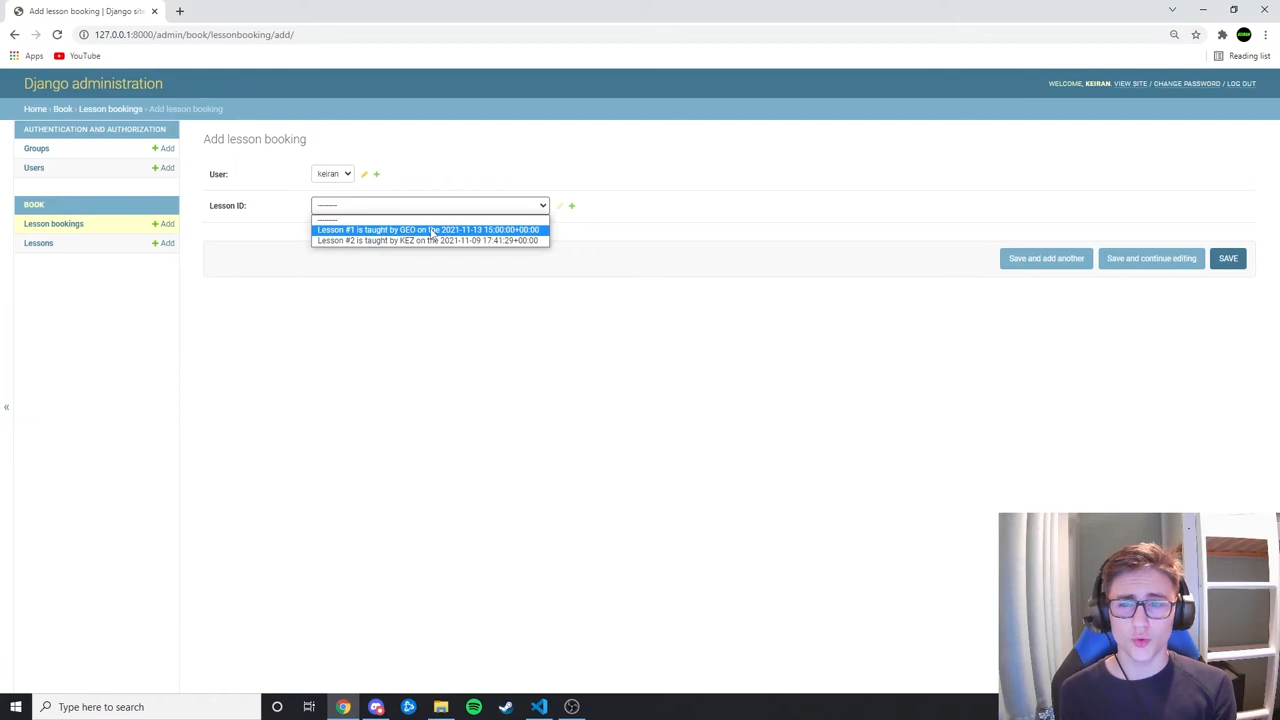 Add lesson booking | Django site
127.0.0.1:8000/admin/book/lessonbooking/add/
Apps YouTube Reading list
Django administration
WELCOME, KEIRAN. VIEW SITE / CHANGE PASSWORD / LOG OUT
Home › Book › Lesson bookings › Add lesson booking
AUTHENTICATION AND AUTHORIZATION
Groups + Add
Users + Add
BOOK
Lesson bookings + Add
Lessons + Add
«
Add lesson booking
User: keiran
Lesson ID: ---------
---------
Lesson #1 is taught by GEO on the 2021-11-13 15:00:00+00:00
Lesson #2 is taught by KEZ on the 2021-11-09 17:41:29+00:00
Save and add another Save and continue editing SAVE
Type here to search